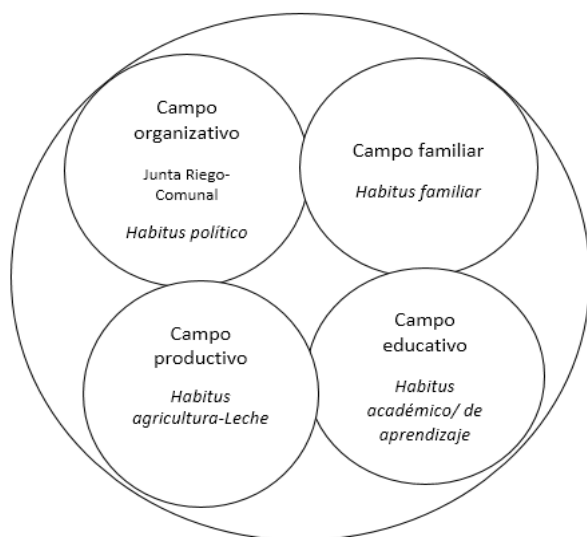 Campo
organizativo
Junta Riego-
Comunal
Habitus político
Campo familiar
Habitus familiar
Campo
productivo
Habitus
agricultura-Leche
Campo
educativo
Habitus
académico/ de
aprendizaje